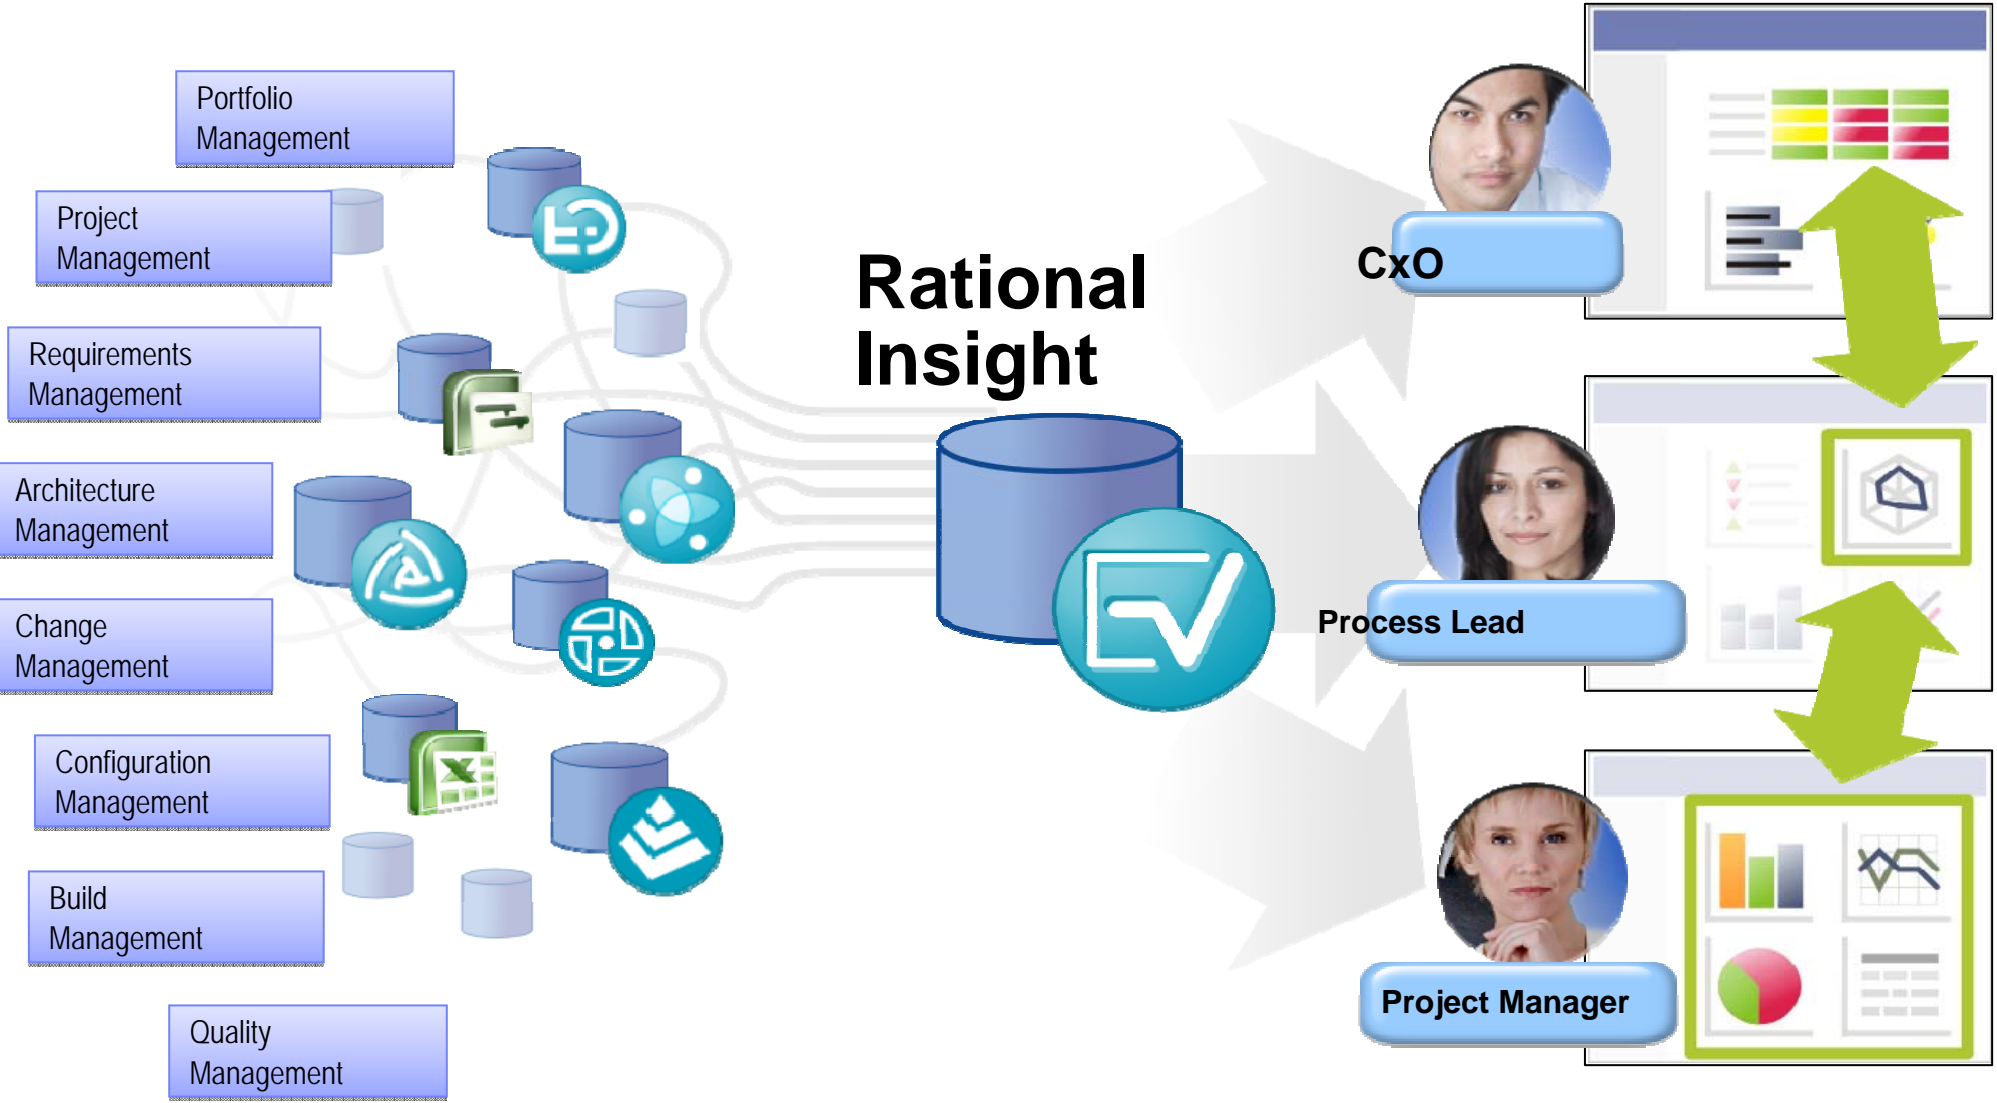 Portfolio
Management
Project
Management
Requirements
Management
Architecture
Management
Change
Management
Configuration
Management
Build
Management
Quality
Management
Rational
Insight
CxO
Process Lead
Project Manager